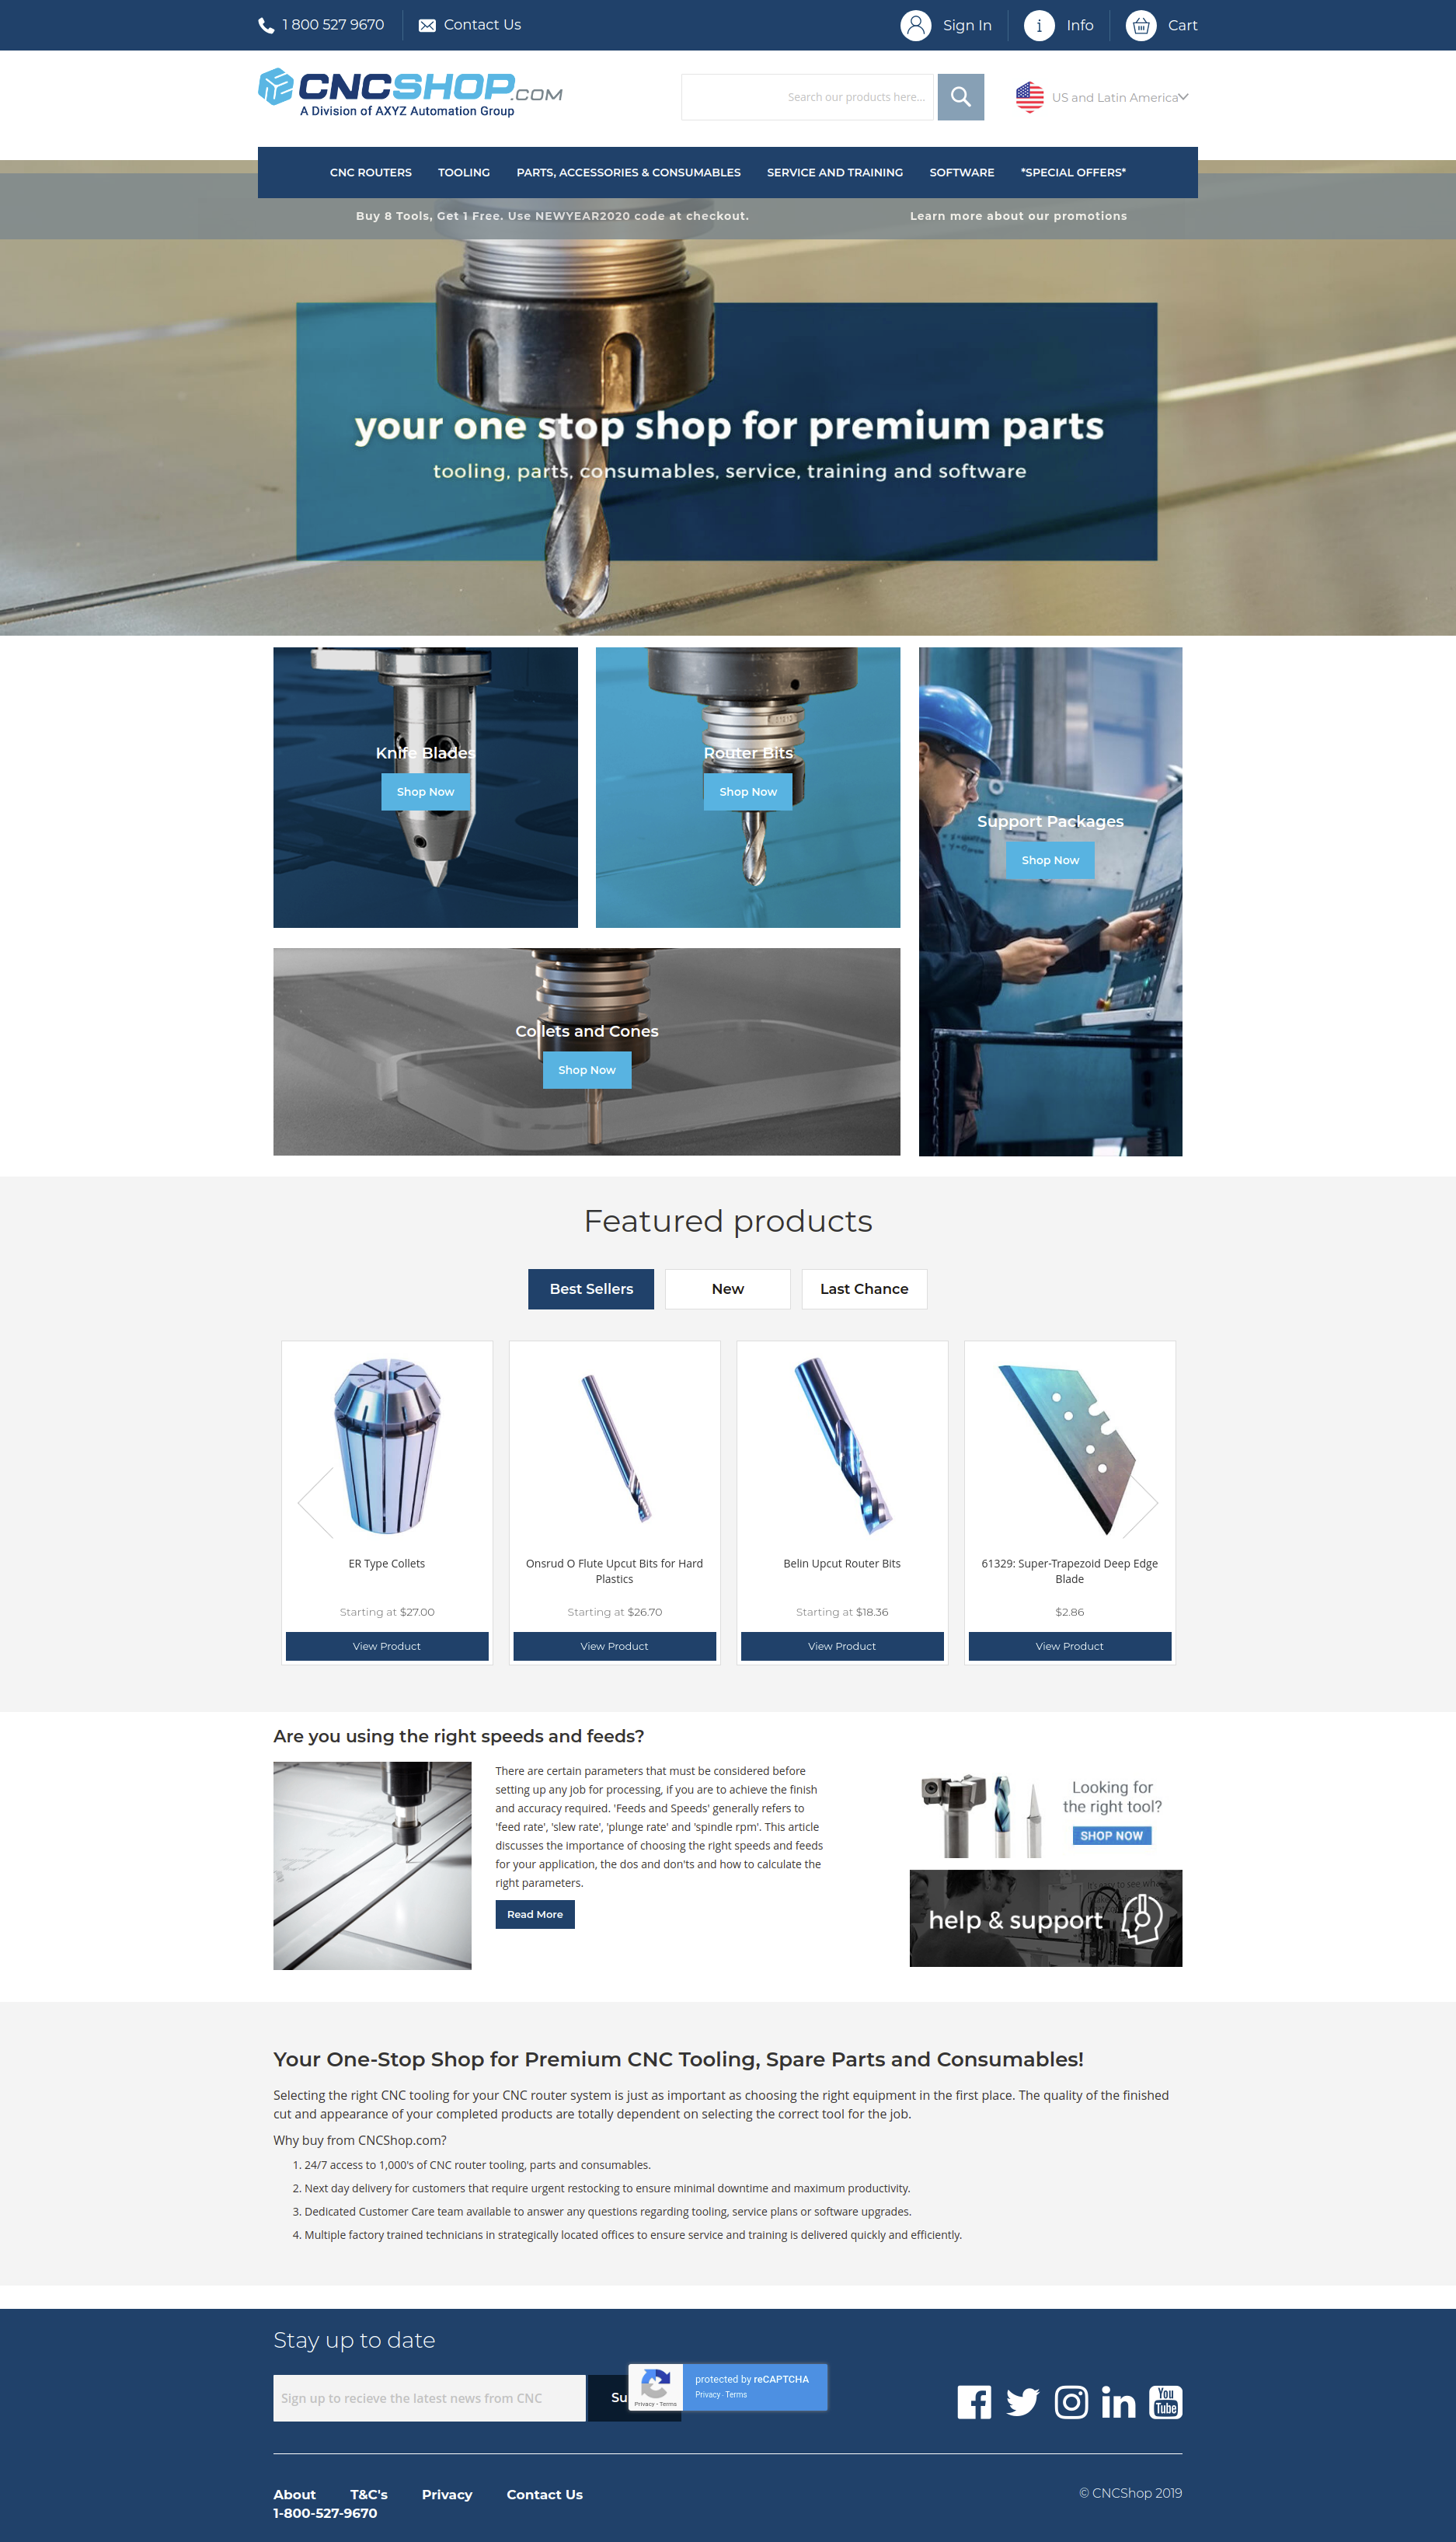 1 800 527 9670
Contact Us
Sign In
Info
Cart
CNCSHOP.COM
A Division of AXYZ Automation Group
Search our products here...
US and Latin America
CNC ROUTERS
TOOLING
PARTS, ACCESSORIES & CONSUMABLES
SERVICE AND TRAINING
SOFTWARE
*SPECIAL OFFERS*
Buy 8 Tools, Get 1 Free. Use NEWYEAR2020 code at checkout.
Learn more about our promotions
your one stop shop for premium parts
tooling, parts, consumables, service, training and software
Knife Blades
Shop Now
Router Bits
Shop Now
Support Packages
Shop Now
Collets and Cones
Shop Now
Featured products
Best Sellers
New
Last Chance
ER Type Collets
Starting at $27.00
View Product
Onsrud O Flute Upcut Bits for Hard
Plastics
Starting at $26.70
View Product
Belin Upcut Router Bits
Starting at $18.36
View Product
61329: Super-Trapezoid Deep Edge
Blade
$2.86
View Product
Are you using the right speeds and feeds?
There are certain parameters that must be considered before
setting up any job for processing, if you are to achieve the finish
and accuracy required. 'Feeds and Speeds' generally refers to
'feed rate', 'slew rate', 'plunge rate' and 'spindle rpm'. This article
discusses the importance of choosing the right speeds and feeds
for your application, the dos and don'ts and how to calculate the
right parameters.
Read More
Looking for
the right tool?
SHOP NOW
help & support
Your One-Stop Shop for Premium CNC Tooling, Spare Parts and Consumables!
Selecting the right CNC tooling for your CNC router system is just as important as choosing the right equipment in the first place. The quality of the finished
cut and appearance of your completed products are totally dependent on selecting the correct tool for the job.
Why buy from CNCShop.com?
1. 24/7 access to 1,000's of CNC router tooling, parts and consumables.
2. Next day delivery for customers that require urgent restocking to ensure minimal downtime and maximum productivity.
3. Dedicated Customer Care team available to answer any questions regarding tooling, service plans or software upgrades.
4. Multiple factory trained technicians in strategically located offices to ensure service and training is delivered quickly and efficiently.
Stay up to date
Sign up to recieve the latest news from CNC
Su
protected by reCAPTCHA
Privacy - Terms
Privacy - Terms
You
Tube
About
T&C's
Privacy
Contact Us
1-800-527-9670
© CNCShop 2019